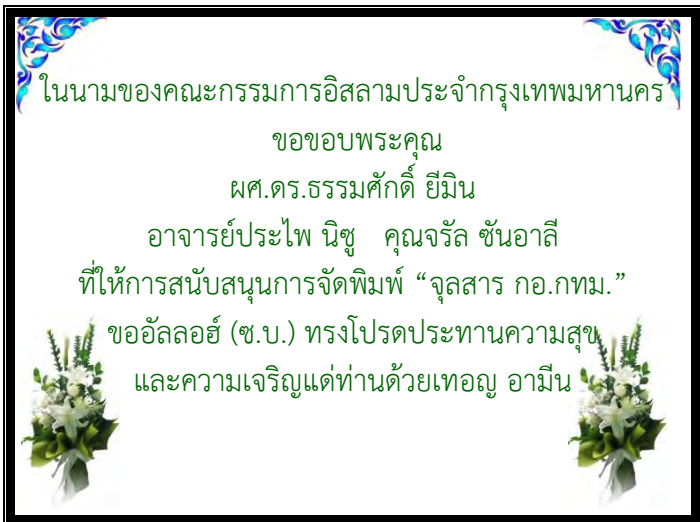 ในนามของคณะกรรมการอิสลามประจำกรุงเทพมหานคร
ขอขอบพระคุณ
ผศ.ดร.ธรรมศักดิ์ ยีมิน
อาจารย์ประไพ นิซู คุณจรัล ซันอาลี
ที่ให้การสนับสนุนการจัดพิมพ์ “จุลสาร กอ.กทม.”
ขออัลลอฮ์ (ซ.บ.) ทรงโปรดประทานความสุข
และความเจริญแด่ท่านด้วยเทอญ อามีน